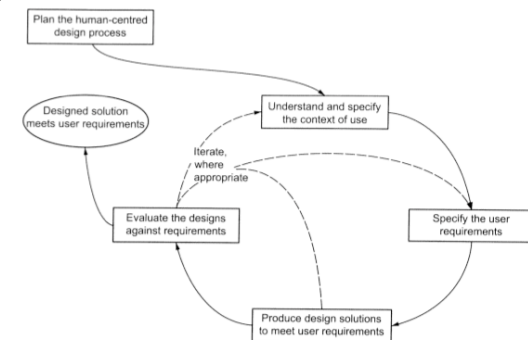 Plan the human-centred
design process
Understand and specify
the context of use
Designed solution
meets user requirements
Iterate,
where
appropriate
Evaluate the designs
against requirements
Specify the user
requirements
Produce design solutions
to meet user requirements